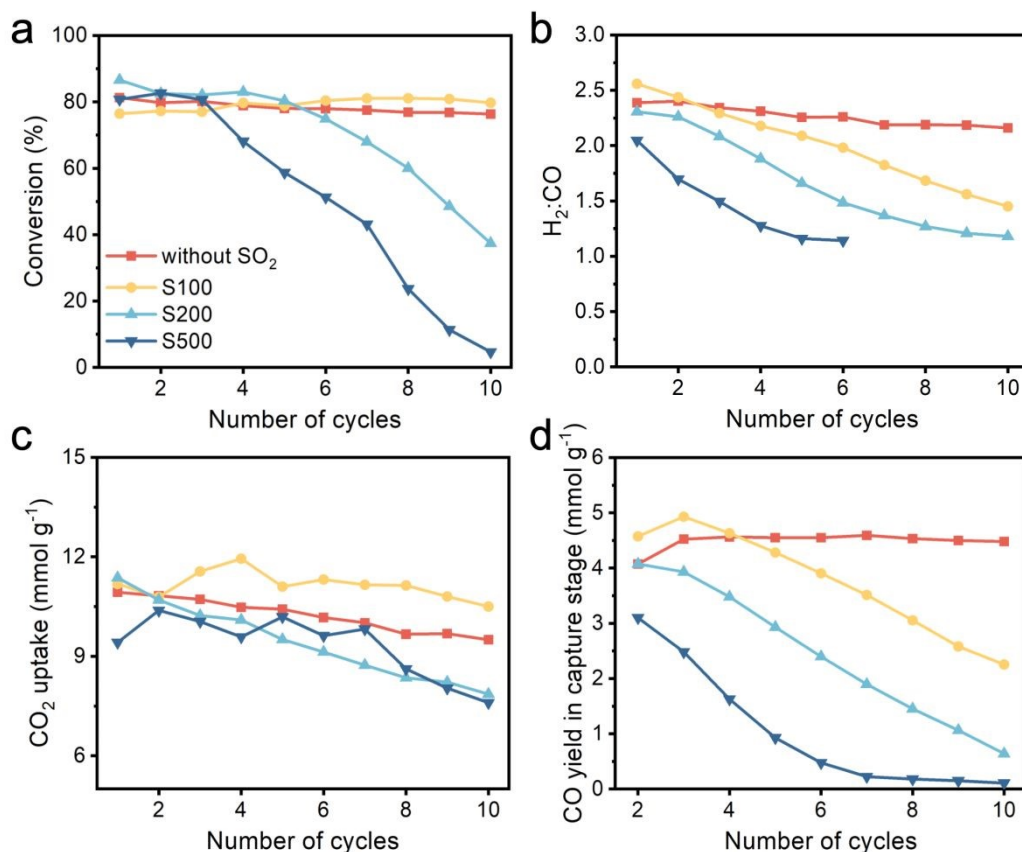 a
Conversion (%)
100
80
60
40
20
0
without SO₂
S100
S200
S500
2
4
6
8
10
Number of cycles
b
H₂:CO
3.0
2.5
2.0
1.5
1.0
0.5
0.0
2
4
6
8
10
Number of cycles
c
CO₂ uptake (mmol g⁻¹)
15
12
9
6
2
4
6
8
10
Number of cycles
d
CO yield in capture stage (mmol g⁻¹)
6
5
4
3
2
1
0
2
4
6
8
10
Number of cycles